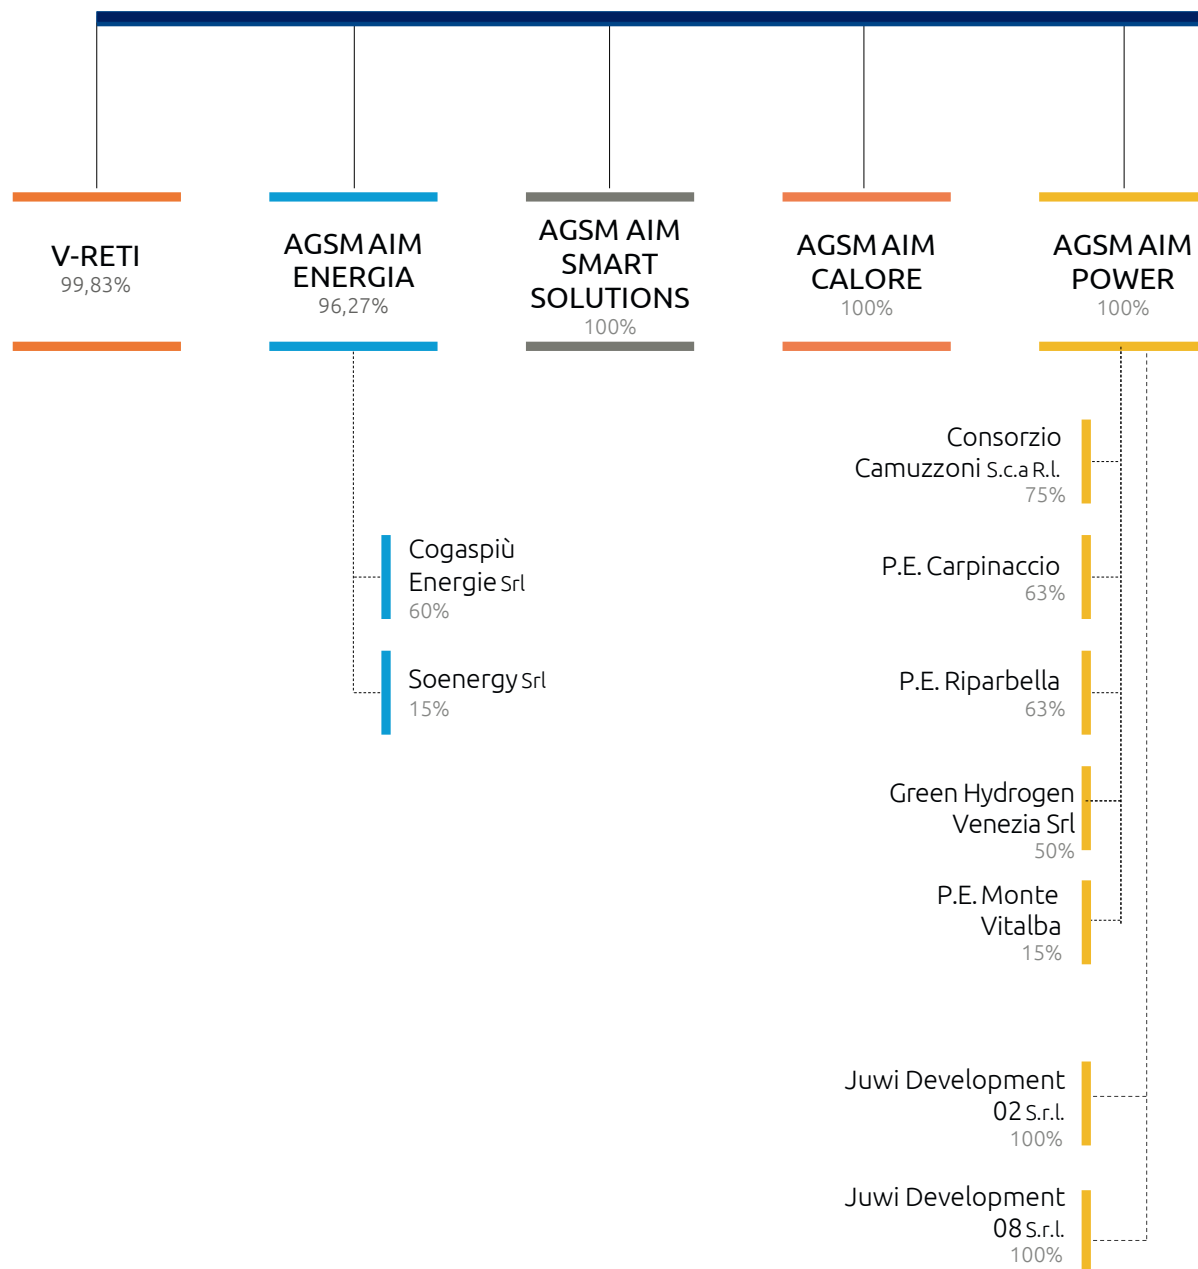 V-RETI
99,83%
AGSM AIM
ENERGIA
96,27%
AGSM AIM
SMART
SOLUTIONS
100%
AGSM AIM
CALORE
100%
AGSM AIM
POWER
100%
Cogaspiù
Energie Srl
60%
Soenergy Srl
15%
Consorzio
Camuzzoni S.c.a R.l.
75%
P.E. Carpinaccio
63%
P.E. Riparbella
63%
Green Hydrogen
Venezia Srl
50%
P.E. Monte
Vitalba
15%
Juwi Development
02 S.r.l.
100%
Juwi Development
08 S.r.l.
100%